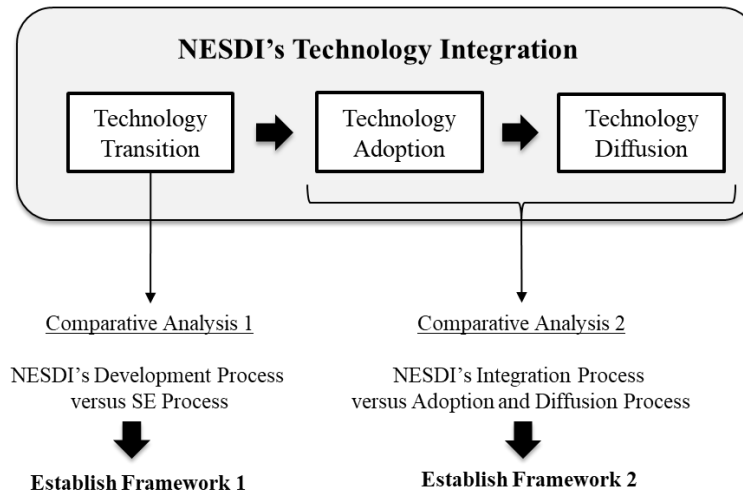 NESDI's Technology Integration
Technology
Transition
Technology
Adoption
Technology
Diffusion
Comparative Analysis 1
NESDI's Development Process
versus SE Process
Establish Framework 1
Comparative Analysis 2
NESDI's Integration Process
versus Adoption and Diffusion Process
Establish Framework 2